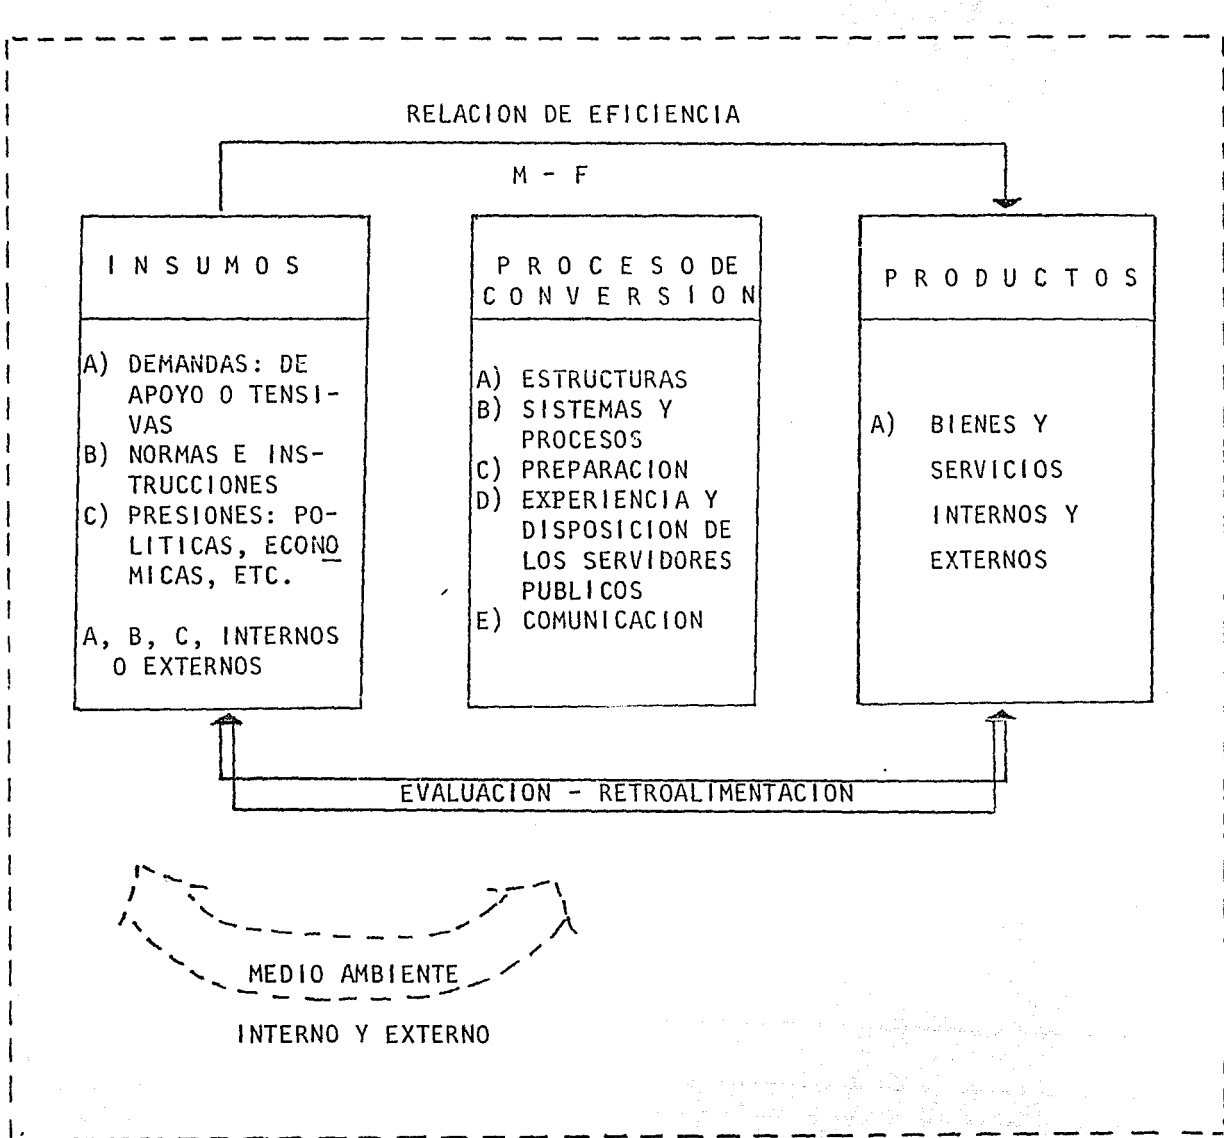 RELACION DE EFICIENCIA
M - F
I N S U M O S
A) DEMANDAS: DE
APOYO O TENSI-
VAS
B) NORMAS E INS-
TRUCCIONES
C) PRESIONES: PO-
LITICAS, ECONO
MICAS, ETC.
A, B, C, INTERNOS
O EXTERNOS
P R O C E S O DE
C O N V E R S I O N
A) ESTRUCTURAS
B) SISTEMAS Y
PROCESOS
C) PREPARACION
D) EXPERIENCIA Y
DISPOSICION DE
LOS SERVIDORES
PUBLICOS
E) COMUNICACION
P R O D U C T O S
A) BIENES Y
SERVICIOS
INTERNOS Y
EXTERNOS
EVALUACION - RETROALIMENTACION
MEDIO AMBIENTE
INTERNO Y EXTERNO